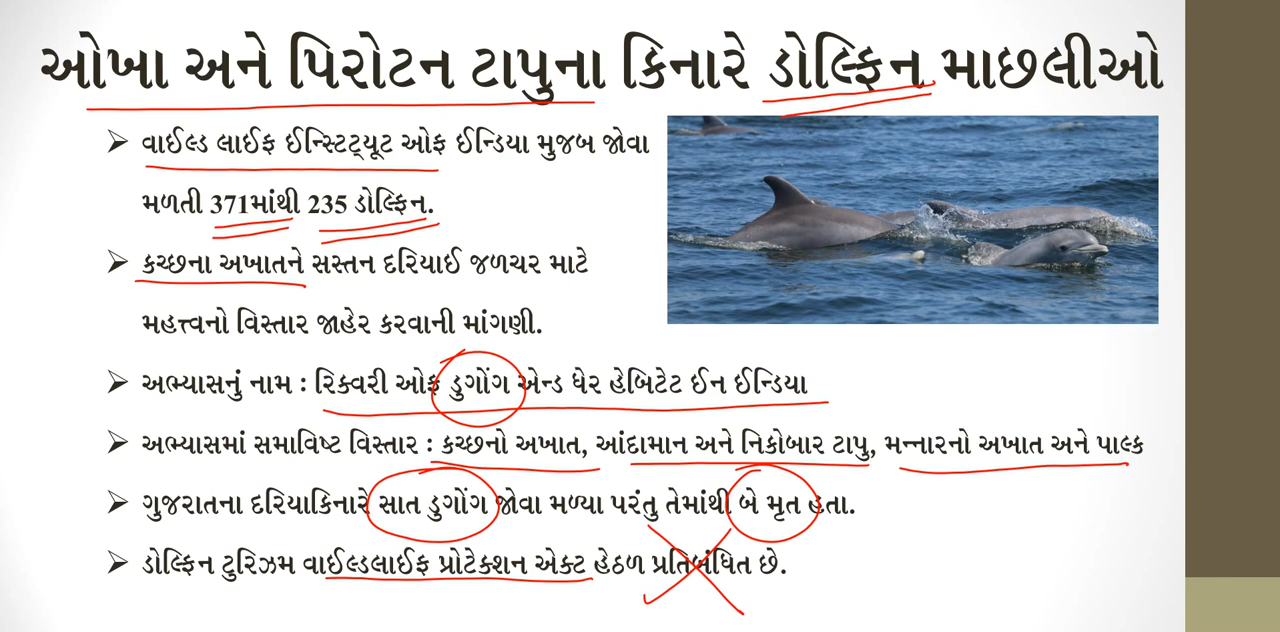 ઓખા અને પિરોટન ટાપુના કિનારે ડોલ્ફિન માછલીઓ
➢ વાઈલ્ડ લાઈફ ઈન્સ્ટિટ્યૂટ ઓફ ઈન્ડિયા મુજબ જોવા
મળતી 371માંથી 235 ડોલ્ફિન.
➢ કચ્છના અખાતને સસ્તન દરિયાઈ જળચર માટે
મહત્ત્વનો વિસ્તાર જાહેર કરવાની માંગણી.
➢ અભ્યાસનું નામ : રિક્વરી ઓફ ડુગોંગ એન્ડ ધેર હેબિટેટ ઈન ઈન્ડિયા
➢ અભ્યાસમાં સમાવિષ્ટ વિસ્તાર : કચ્છનો અખાત, આંદામાન અને નિકોબાર ટાપુ, મન્નારનો અખાત અને પાલ્ક
➢ ગુજરાતના દરિયાકિનારે સાત ડુગોંગ જોવા મળ્યા પરંતુ તેમાંથી બે મૃત હતા.
➢ ડોલ્ફિન ટુરિઝમ વાઈલ્ડલાઈફ પ્રોટેક્શન એક્ટ હેઠળ પ્રતિબંધિત છે.